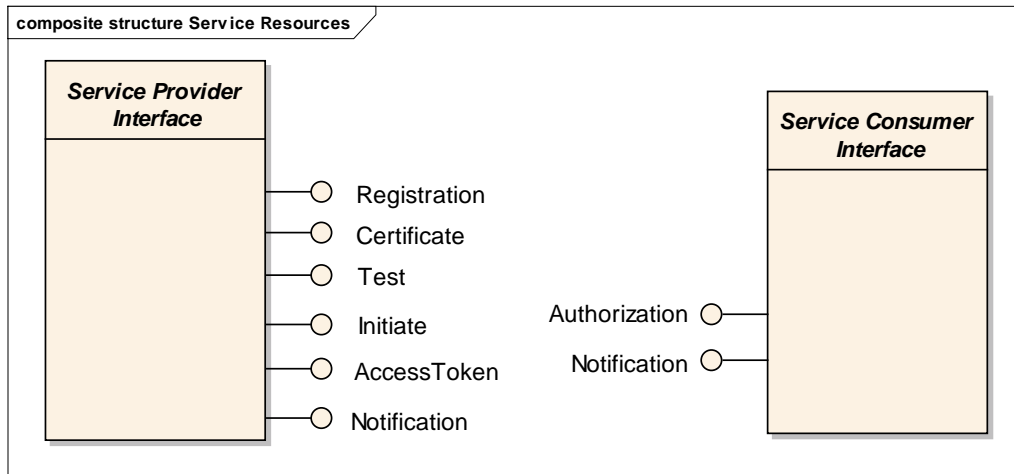 composite structure Service Resources
Service Provider
Interface
Registration
Certificate
Test
Initiate
AccessToken
Notification
Service Consumer
Interface
Authorization
Notification